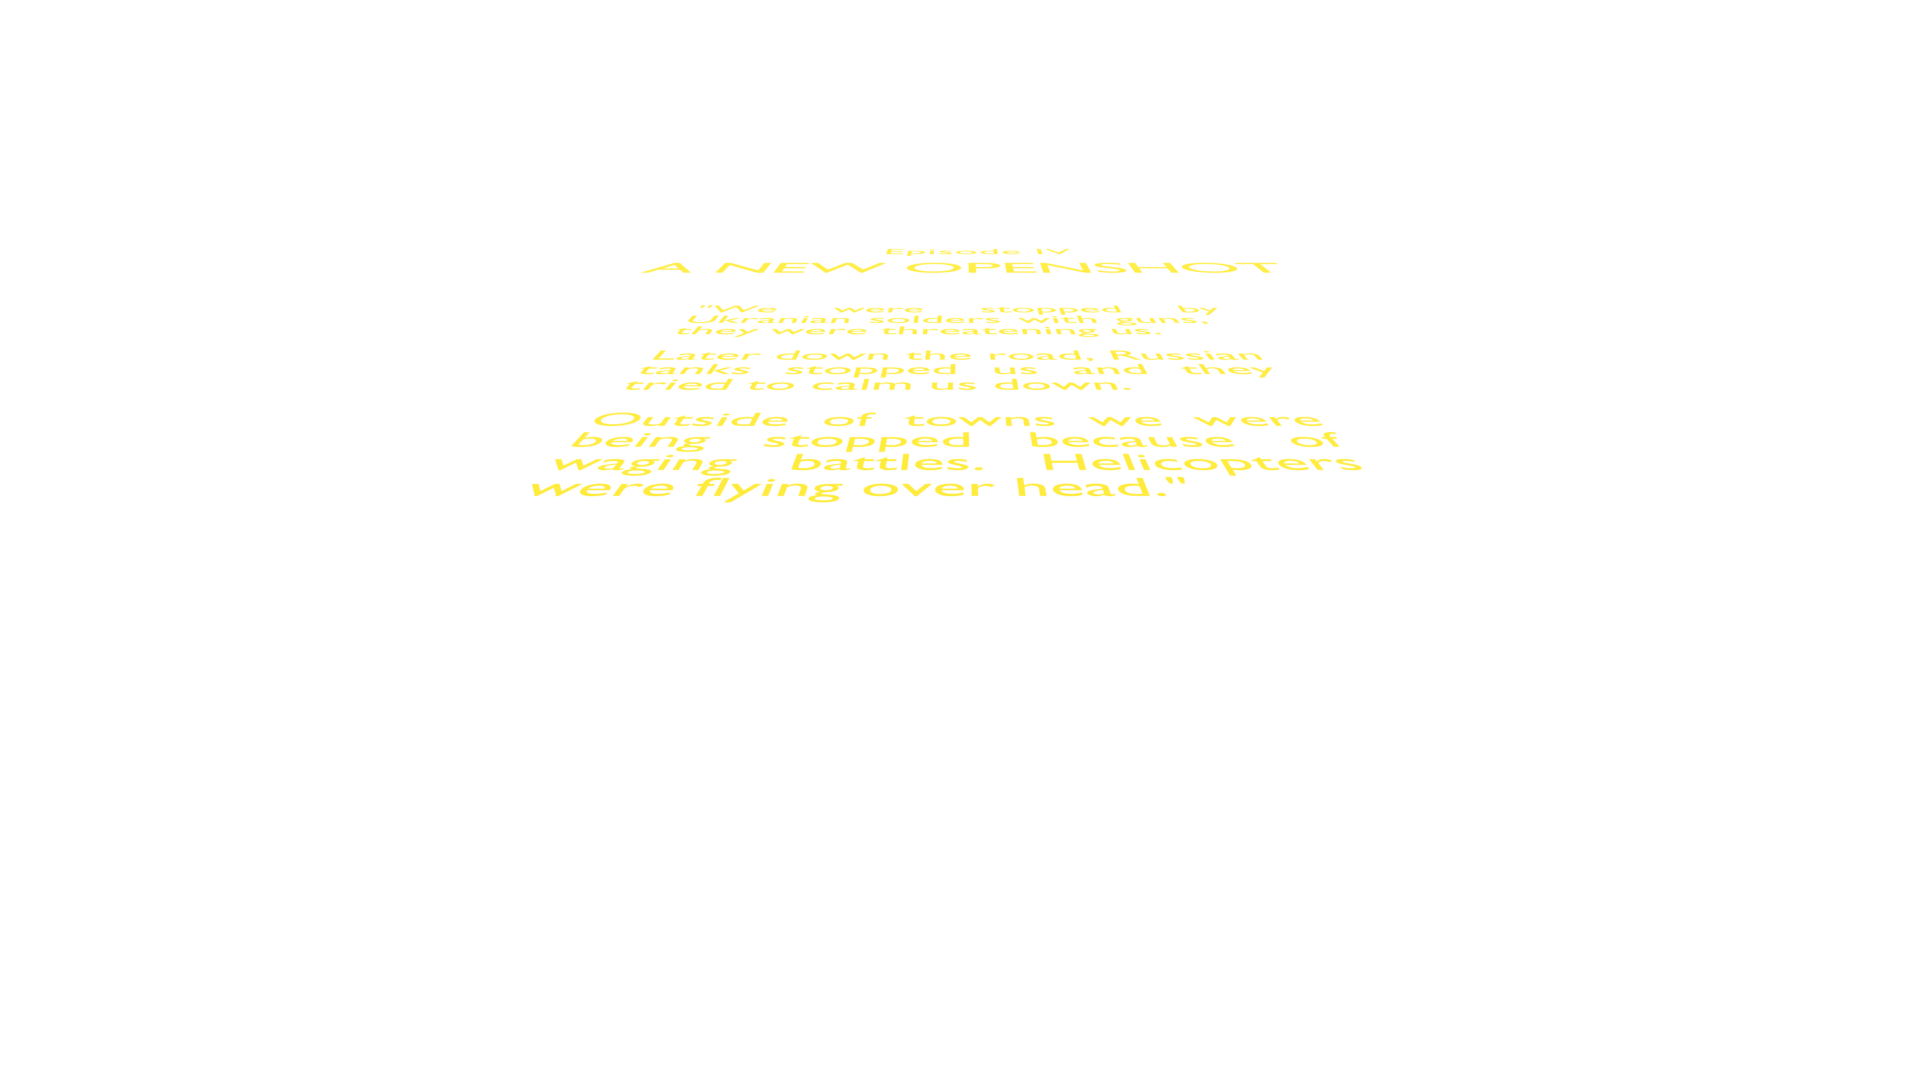 Episode IV
A NEW OPENSHOT
"We were stopped by
Ukranian solders with guns,
they were threatening us.
Later down the road, Russian
tanks stopped us and they
tried to calm us down.
Outside of towns we were
being stopped because of
waging battles. Helicopters
were flying over head."